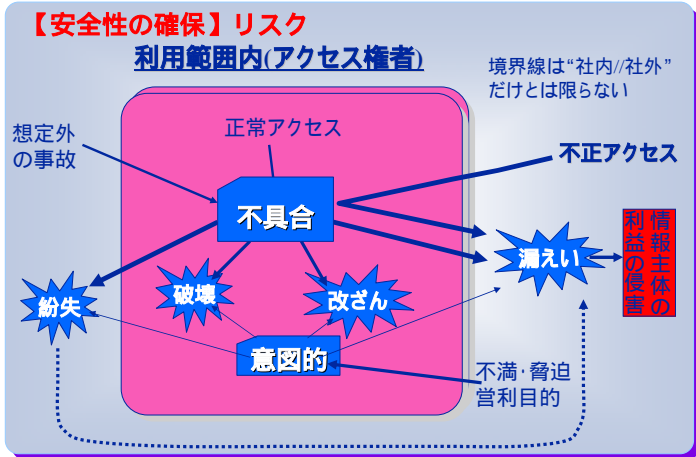 【安全性の確保】リスク
利用範囲内(アクセス権者)
境界線は“社内//社外”
だけとは限らない
想定外
の事故
正常アクセス
不正アクセス
不具合
漏えい
情報主体の
利益の侵害
紛失
破壊
改ざん
意図的
不満・脅迫
営利目的